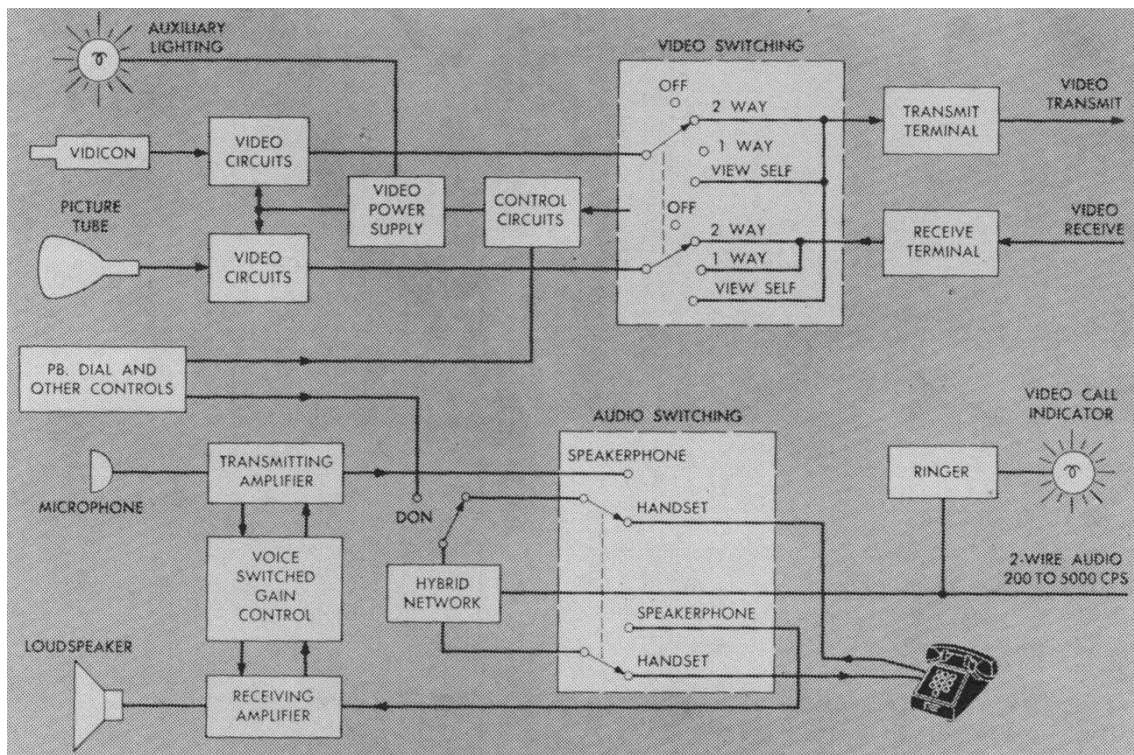 AUXILIARY
LIGHTING
VIDEO SWITCHING
OFF
2 WAY
1 WAY
VIEW SELF
TRANSMIT
TERMINAL
VIDEO
TRANSMIT
VIDICON
VIDEO
CIRCUITS
VIDEO
POWER
SUPPLY
CONTROL
CIRCUITS
PICTURE
TUBE
VIDEO
CIRCUITS
OFF
2 WAY
1 WAY
VIEW SELF
RECEIVE
TERMINAL
VIDEO
RECEIVE
PB. DIAL AND
OTHER CONTROLS
AUDIO SWITCHING
VIDEO CALL
INDICATOR
MICROPHONE
TRANSMITTING
AMPLIFIER
SPEAKERPHONE
HANDSET
RINGER
DON
VOICE
SWITCHED
GAIN
CONTROL
HYBRID
NETWORK
2-WIRE AUDIO
200 TO 5000 CPS
SPEAKERPHONE
HANDSET
LOUDSPEAKER
RECEIVING
AMPLIFIER